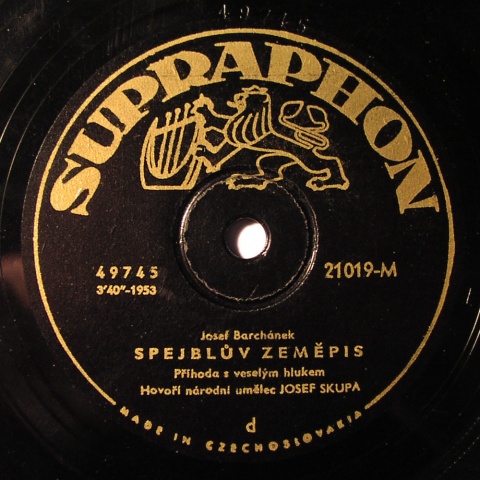 49745
SUPRAPHON
49745
3'40"-1953
21019-M
Josef Barchánek
SPEJBLŮV ZEMĚPIS
Příhoda s veselým hlukem
Hovoří národní umělec JOSEF SKUPA
d
MADE IN CZECHOSLOVAKIA